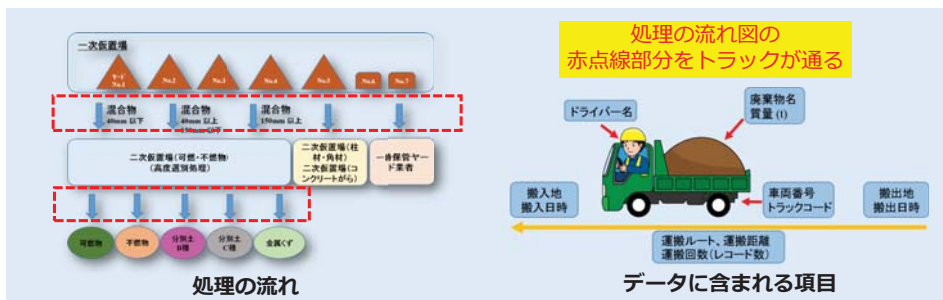 一次仮置場
ヤード
No.1
No.2
No.3
No.4
No.5
No.6
No.7
混合物
40mm 以下
混合物
40mm 以上
150mm 以下
混合物
150mm 以上
二次仮置場(可燃・不燃物)
(高度選別処理)
二次仮置場(柱
材・角材)
二次仮置場(コ
ンクリートがら)
一時保管ヤー
ド業者
可燃物
不燃物
分別土
B種
分別土
C種
金属くず
処理の流れ
処理の流れ図の
赤点線部分をトラックが通る
ドライバー名
廃棄物名
質量(t)
搬入地
搬入日時
車両番号
トラックコード
搬出地
搬出日時
運搬ルート、運搬距離
運搬回数(レコード数)
データに含まれる項目